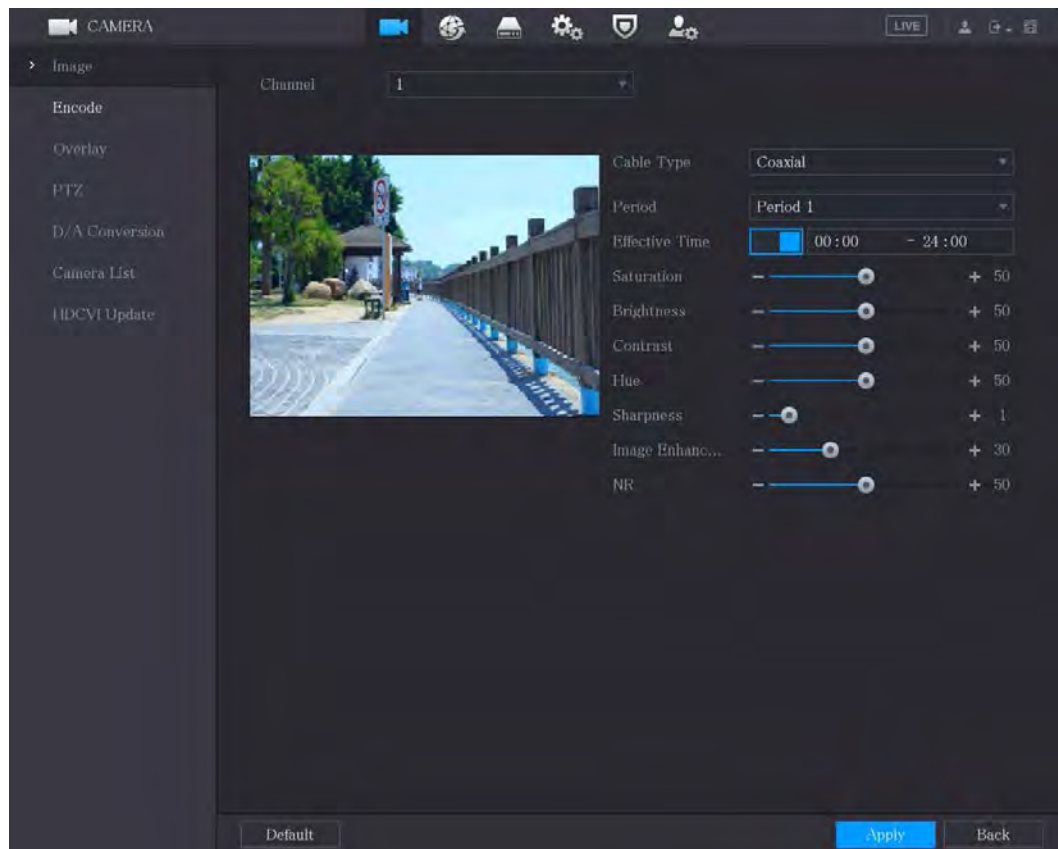 CAMERA
LIVE
Image
Encode
Overlay
PTZ
D/A Conversion
Camera List
HDCVI Update
Channel 1
Cable Type Coaxial
Period Period 1
Effective Time 00:00 - 24:00
Saturation - + 50
Brightness - + 50
Contrast - + 50
Hue - + 50
Sharpness - + 1
Image Enhanc... - + 30
NR - + 50
Default Apply Back